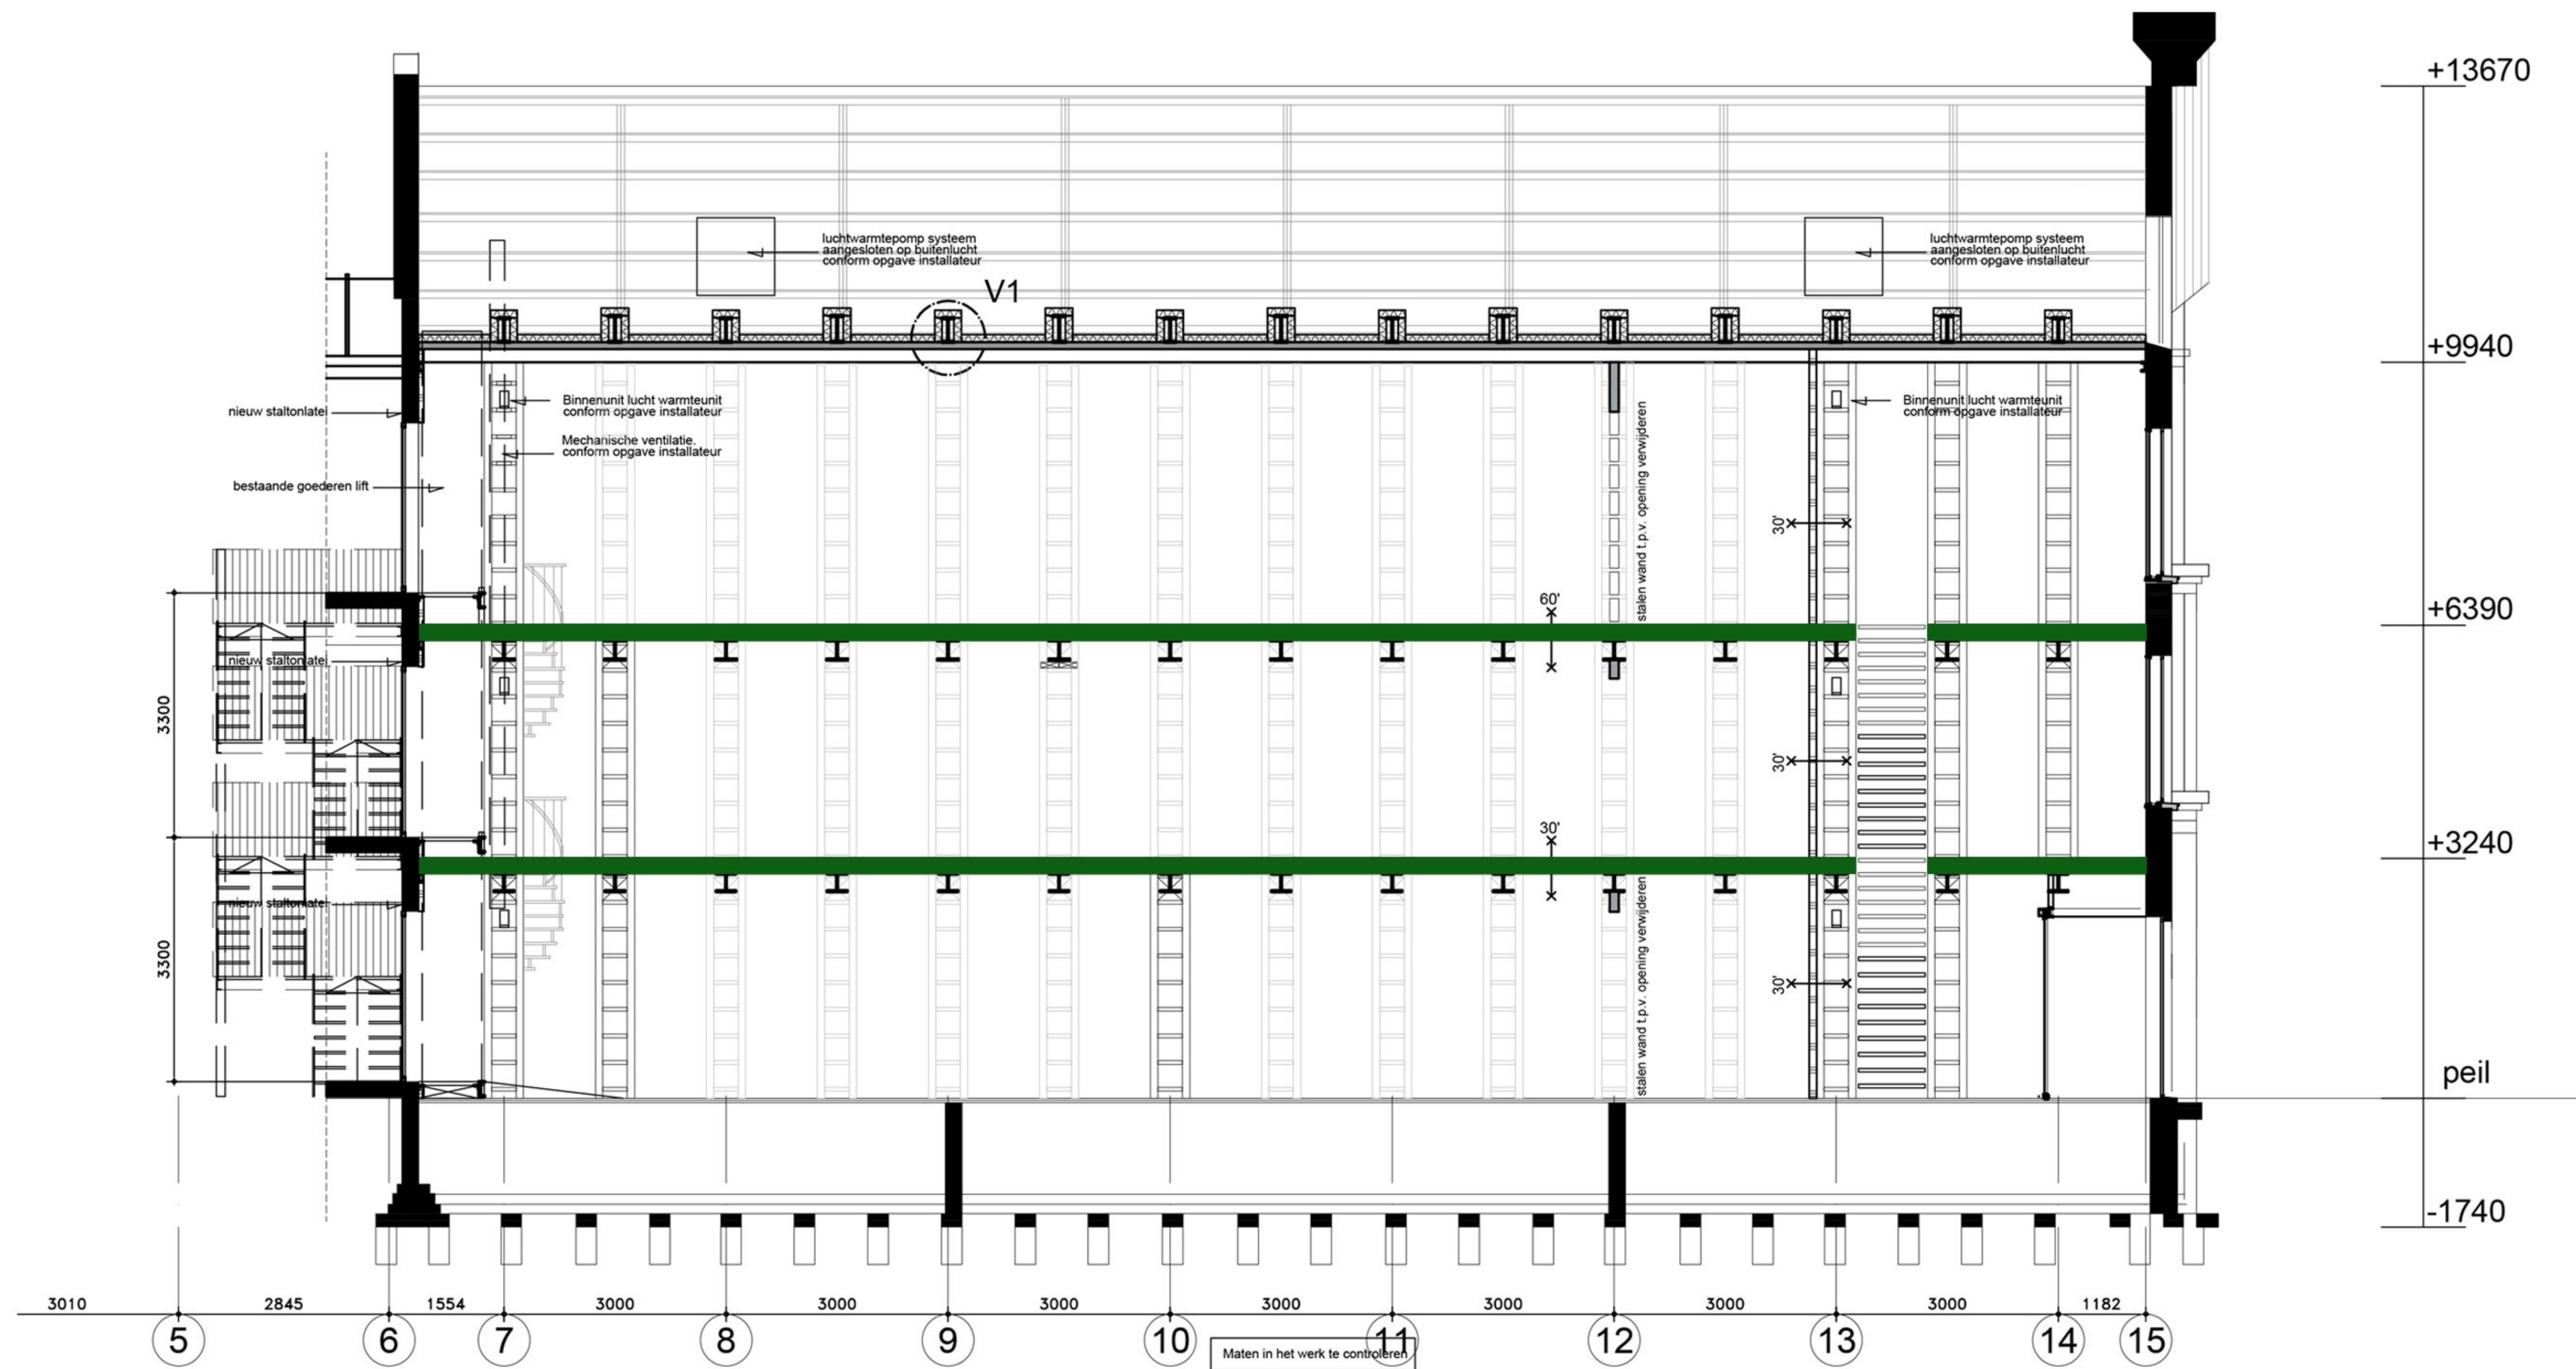 +13670
luchtwarmtepomp systeem
aangesloten op buitenlucht
conform opgave installateur
luchtwarmtepomp systeem
aangesloten op buitenlucht
conform opgave installateur
V1
+9940
nieuw staltonlatei
Binnenunit lucht warmteunit
conform opgave installateur
Binnenunit lucht warmteunit
conform opgave installateur
Mechanische ventilatie.
conform opgave installateur
bestaande goederen lift
stalen wand t.p.v. opening verwijderen
30'
60'
+6390
nieuw staltonlatei
3300
30'
30'
+3240
nieuw staltonlatei
3300
stalen wand t.p.v. opening verwijderen
30'
peil
-1740
3010 2845 1554 3000 3000 3000 3000 3000 3000 3000 1182
5 6 7 8 9 10 11 12 13 14 15
Maten in het werk te controleren